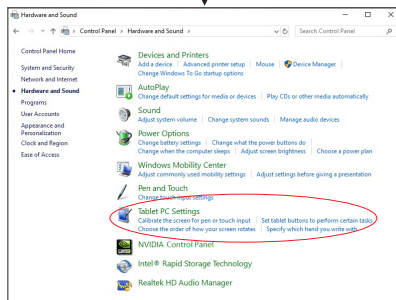 Hardware and Sound
Control Panel > Hardware and Sound >
Search Control Panel
Control Panel Home
System and Security
Network and Internet
Hardware and Sound
Programs
User Accounts
Appearance and
Personalization
Clock and Region
Ease of Access
Devices and Printers
Add a device | Advanced printer setup | Mouse | Device Manager
Change Windows To Go startup options
AutoPlay
Change default settings for media or devices | Play CDs or other media automatically
Sound
Adjust system volume | Change system sounds | Manage audio devices
Power Options
Change battery settings | Change what the power buttons do
Change when the computer sleeps | Adjust screen brightness | Choose a power plan
Windows Mobility Center
Adjust commonly used mobility settings | Adjust settings before giving a presentation
Pen and Touch
Change touch input settings
Tablet PC Settings
Calibrate the screen for pen or touch input | Set tablet buttons to perform certain tasks
Choose the order of how your screen rotates | Specify which hand you write with
NVIDIA Control Panel
Intel® Rapid Storage Technology
Realtek HD Audio Manager